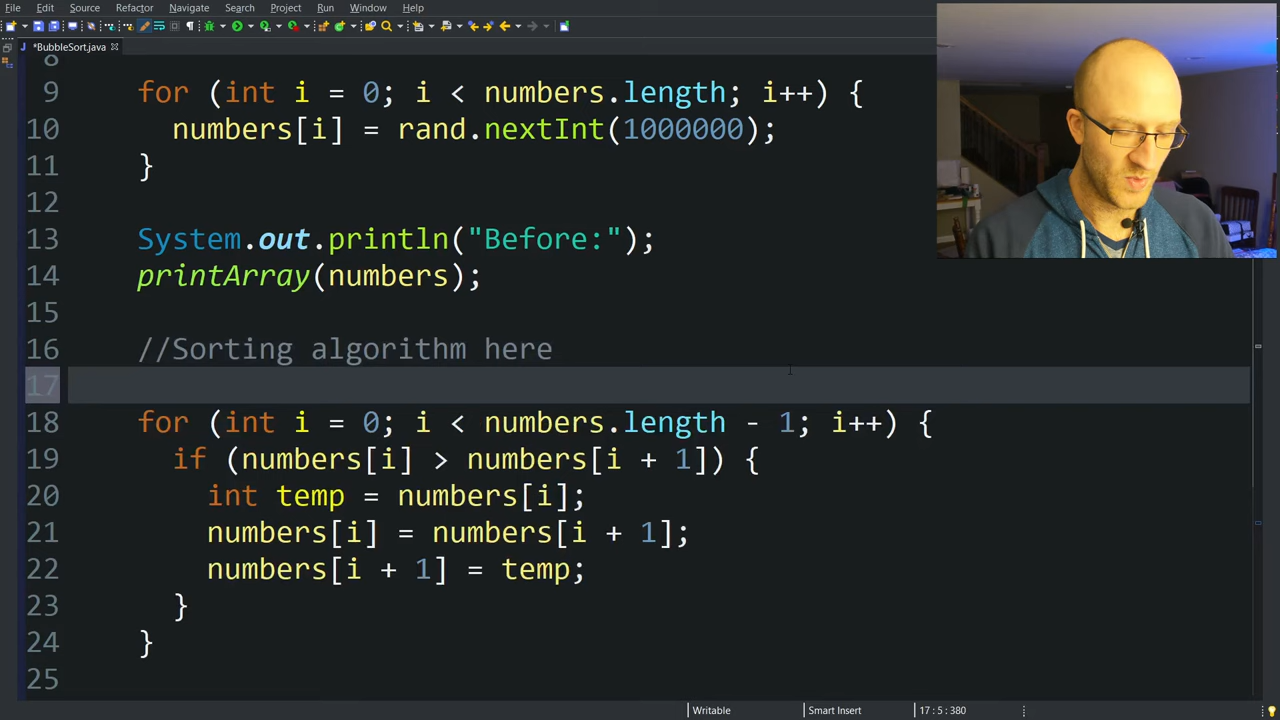 File Edit Source Refactor Navigate Search Project Run Window Help
*BubbleSort.java
8
9 for (int i = 0; i < numbers.length; i++) {
10 numbers[i] = rand.nextInt(1000000);
11 }
12
13 System.out.println("Before:");
14 printArray(numbers);
15
16 //Sorting algorithm here
17
18 for (int i = 0; i < numbers.length - 1; i++) {
19 if (numbers[i] > numbers[i + 1]) {
20 int temp = numbers[i];
21 numbers[i] = numbers[i + 1];
22 numbers[i + 1] = temp;
23 }
24 }
25
Writable Smart Insert 17 : 5 : 380